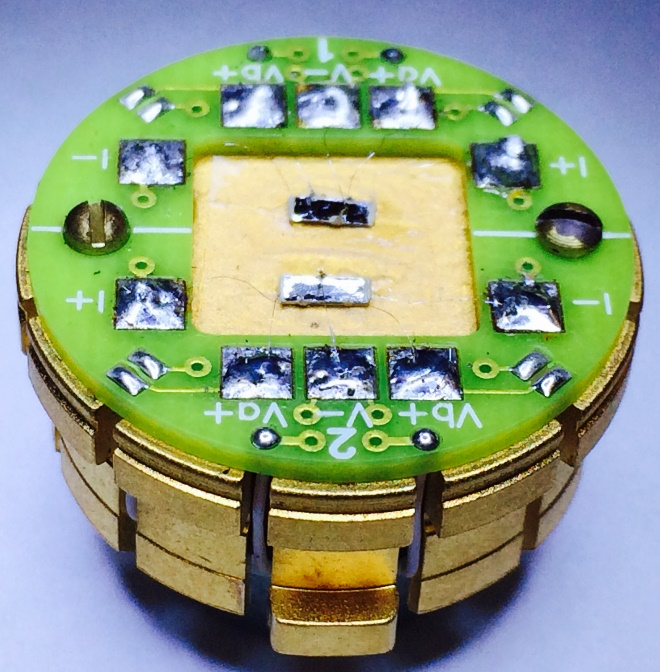 1
Va+ V- Vb+
I+ I-
+I -I
Va+ V- Vb+
2